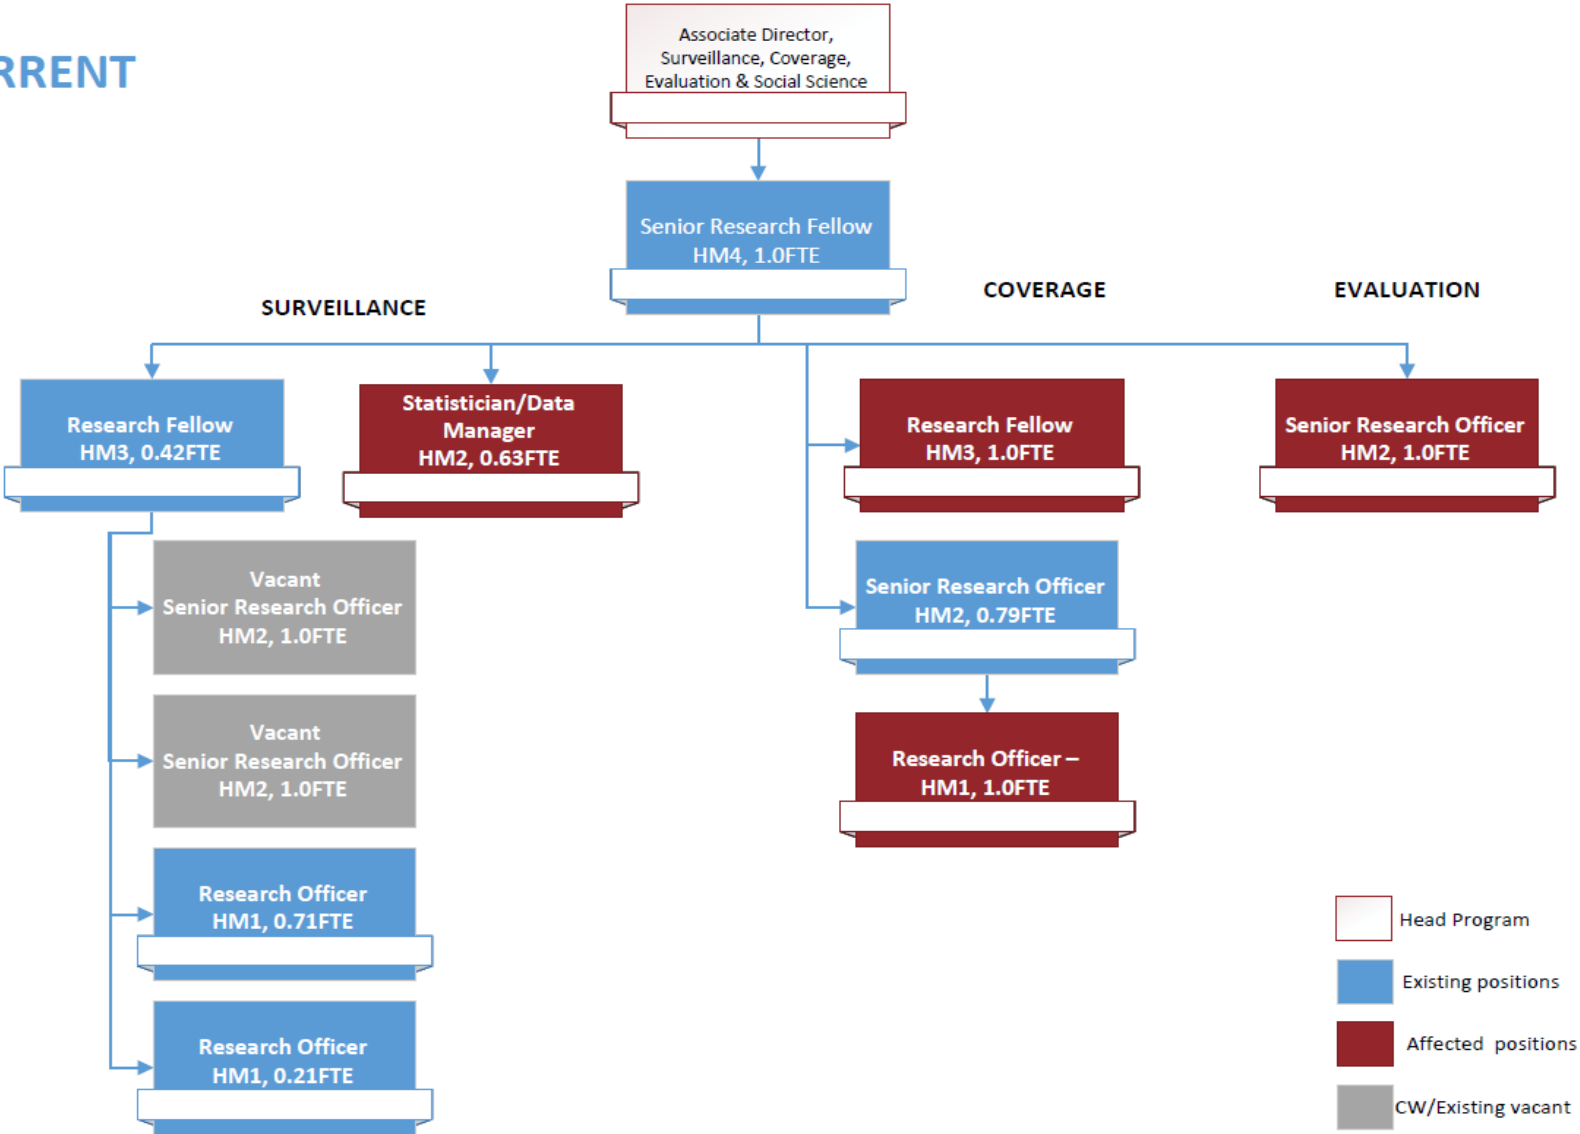 RRENT
Associate Director,
Surveillance, Coverage,
Evaluation & Social Science
Senior Research Fellow
HM4, 1.0FTE
SURVEILLANCE
COVERAGE
EVALUATION
Research Fellow
HM3, 0.42FTE
Statistician/Data
Manager
HM2, 0.63FTE
Research Fellow
HM3, 1.0FTE
Senior Research Officer
HM2, 1.0FTE
Vacant
Senior Research Officer
HM2, 1.0FTE
Senior Research Officer
HM2, 0.79FTE
Vacant
Senior Research Officer
HM2, 1.0FTE
Research Officer –
HM1, 1.0FTE
Research Officer
HM1, 0.71FTE
Research Officer
HM1, 0.21FTE
Head Program
Existing positions
Affected positions
CW/Existing vacant